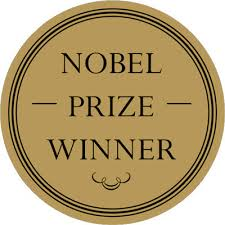 NOBEL
— PRIZE —
WINNER